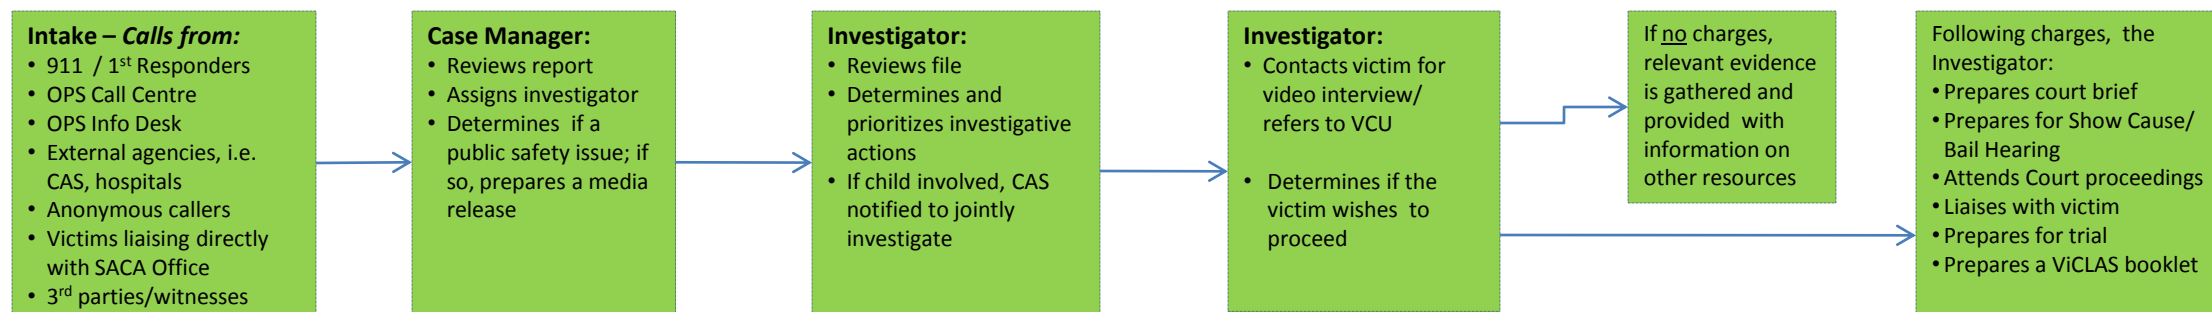 Intake – Calls from:
• 911 / 1st Responders
• OPS Call Centre
• OPS Info Desk
• External agencies, i.e.
CAS, hospitals
• Anonymous callers
• Victims liaising directly
with SACA Office
• 3rd parties/witnesses
Case Manager:
• Reviews report
• Assigns investigator
• Determines if a
public safety issue; if
so, prepares a media
release
Investigator:
• Reviews file
• Determines and
prioritizes investigative
actions
• If child involved, CAS
notified to jointly
investigate
Investigator:
• Contacts victim for
video interview/
refers to VCU
• Determines if the
victim wishes to
proceed
If no charges,
relevant evidence
is gathered and
provided with
information on
other resources
Following charges, the
Investigator:
• Prepares court brief
• Prepares for Show Cause/
Bail Hearing
• Attends Court proceedings
• Liaises with victim
• Prepares for trial
• Prepares a ViCLAS booklet